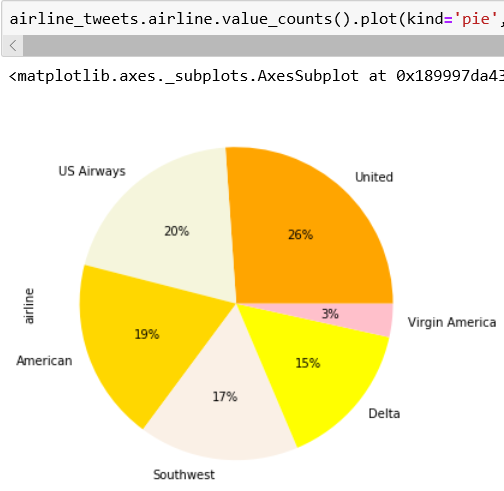 airline_tweets.airline.value_counts().plot(kind='pie',
<matplotlib.axes._subplots.AxesSubplot at 0x189997da43
US Airways
United
20%
26%
airline
3%
Virgin America
19%
American
15%
17%
Delta
Southwest